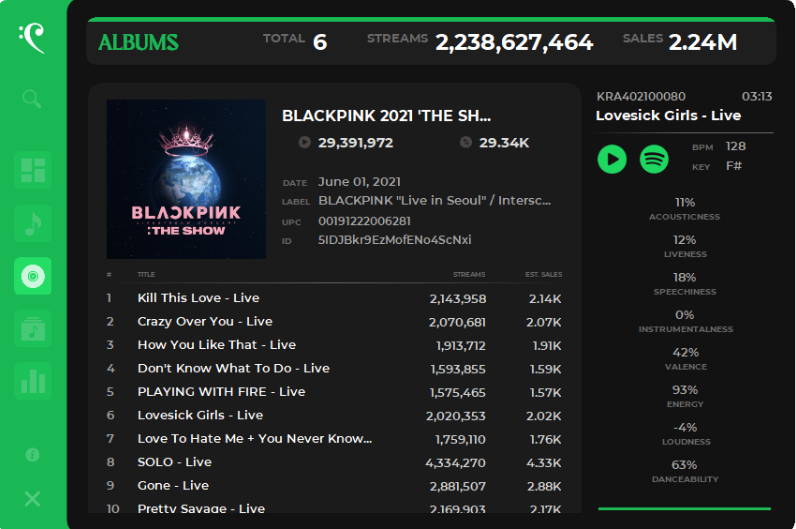 ALBUMS TOTAL 6 STREAMS 2,238,627,464 SALES 2.24M
BLACKPINK
:THE SHOW
BLACKPINK 2021 'THE SH...
29,391,972 29.34K
DATE June 01, 2021
LABEL BLACKPINK "Live in Seoul" / Intersc...
UPC 00191222006281
ID 5IDJBkr9EzMofENo4ScNxi
# TITLE STREAMS EST. SALES
1 Kill This Love - Live 2,143,958 2.14K
2 Crazy Over You - Live 2,070,681 2.07K
3 How You Like That - Live 1,913,712 1.91K
4 Don't Know What To Do - Live 1,593,855 1.59K
5 PLAYING WITH FIRE - Live 1,575,465 1.57K
6 Lovesick Girls - Live 2,020,353 2.02K
7 Love To Hate Me + You Never Know... 1,759,110 1.76K
8 SOLO - Live 4,334,270 4.33K
9 Gone - Live 2,881,507 2.88K
10 Pretty Savage - Live 2,169,903 2.17K
KRA402100080 03:13
Lovesick Girls - Live
BPM 128
KEY F#
11%
ACOUSTICNESS
12%
LIVENESS
18%
SPEECHINESS
0%
INSTRUMENTALNESS
42%
VALENCE
93%
ENERGY
-4%
LOUDNESS
63%
DANCEABILITY